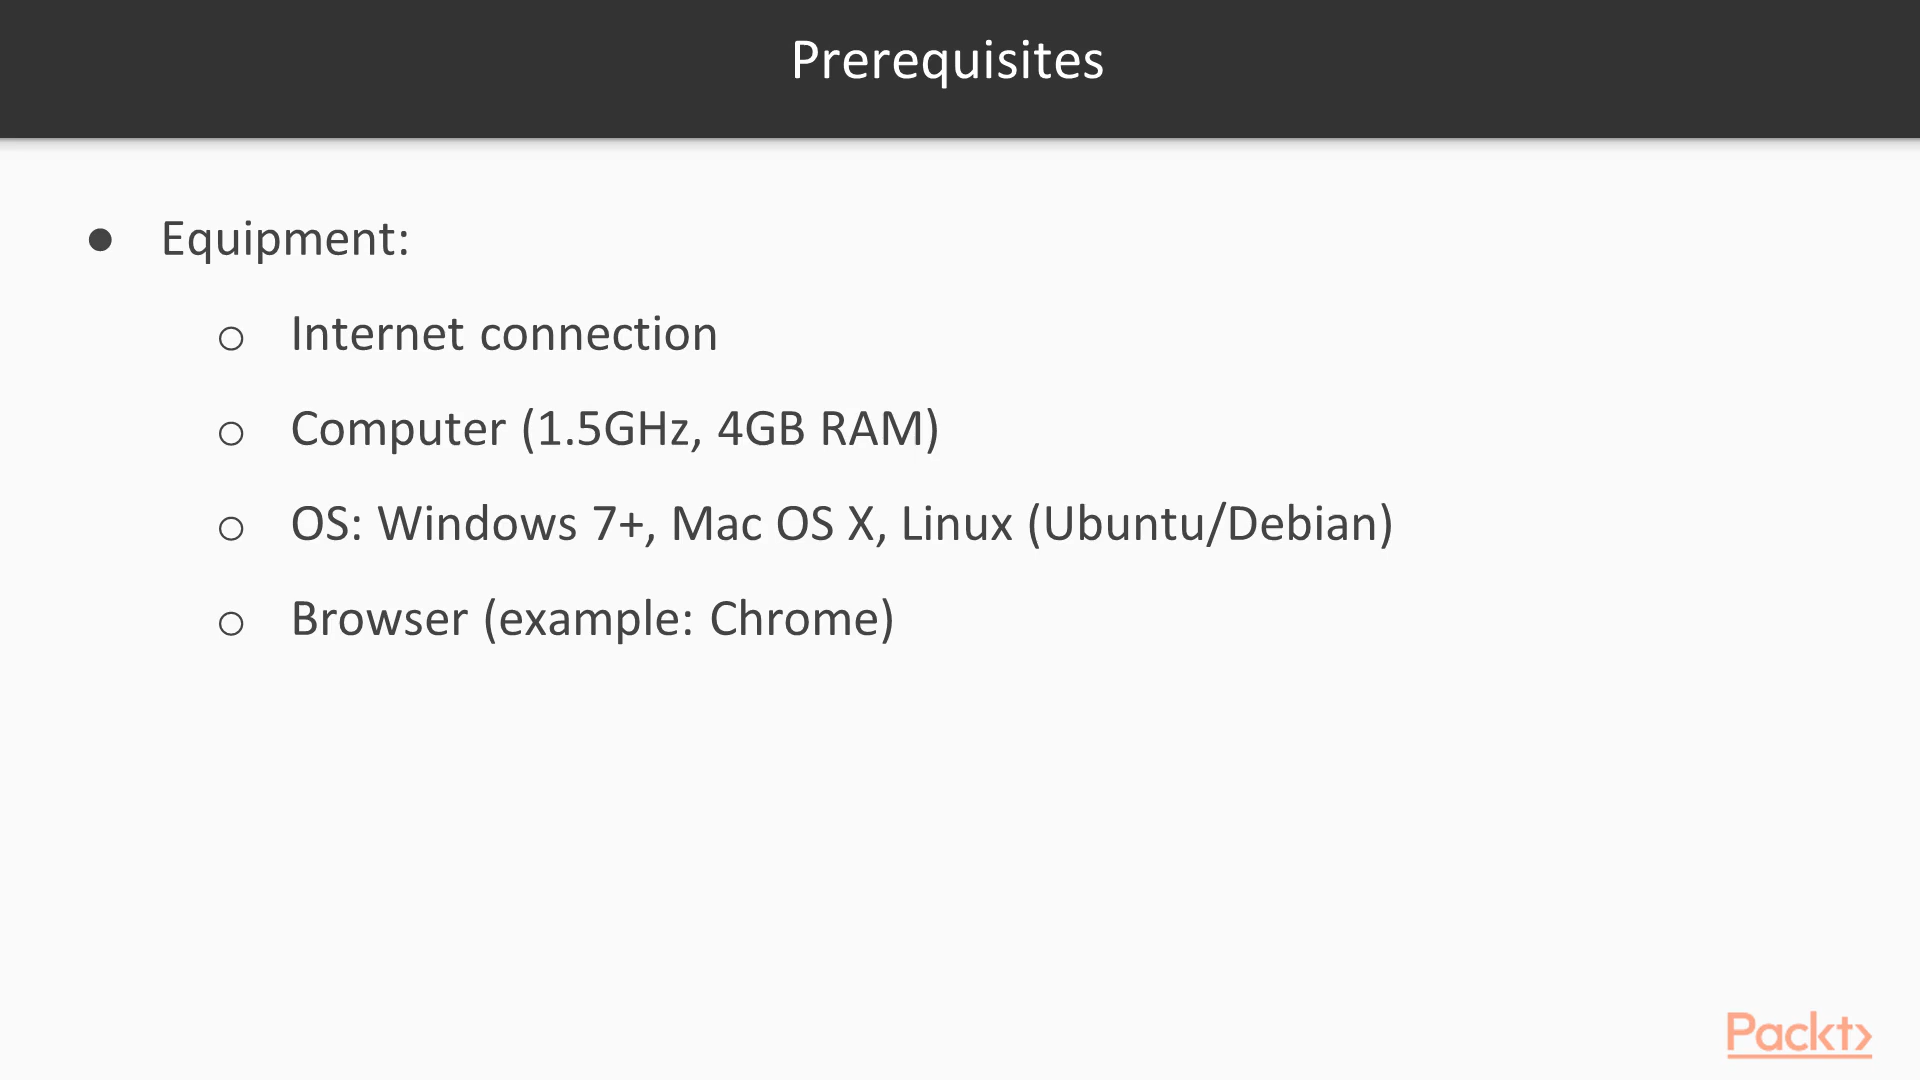 Prerequisites
● Equipment:
○ Internet connection
○ Computer (1.5GHz, 4GB RAM)
○ OS: Windows 7+, Mac OS X, Linux (Ubuntu/Debian)
○ Browser (example: Chrome)
Packt>